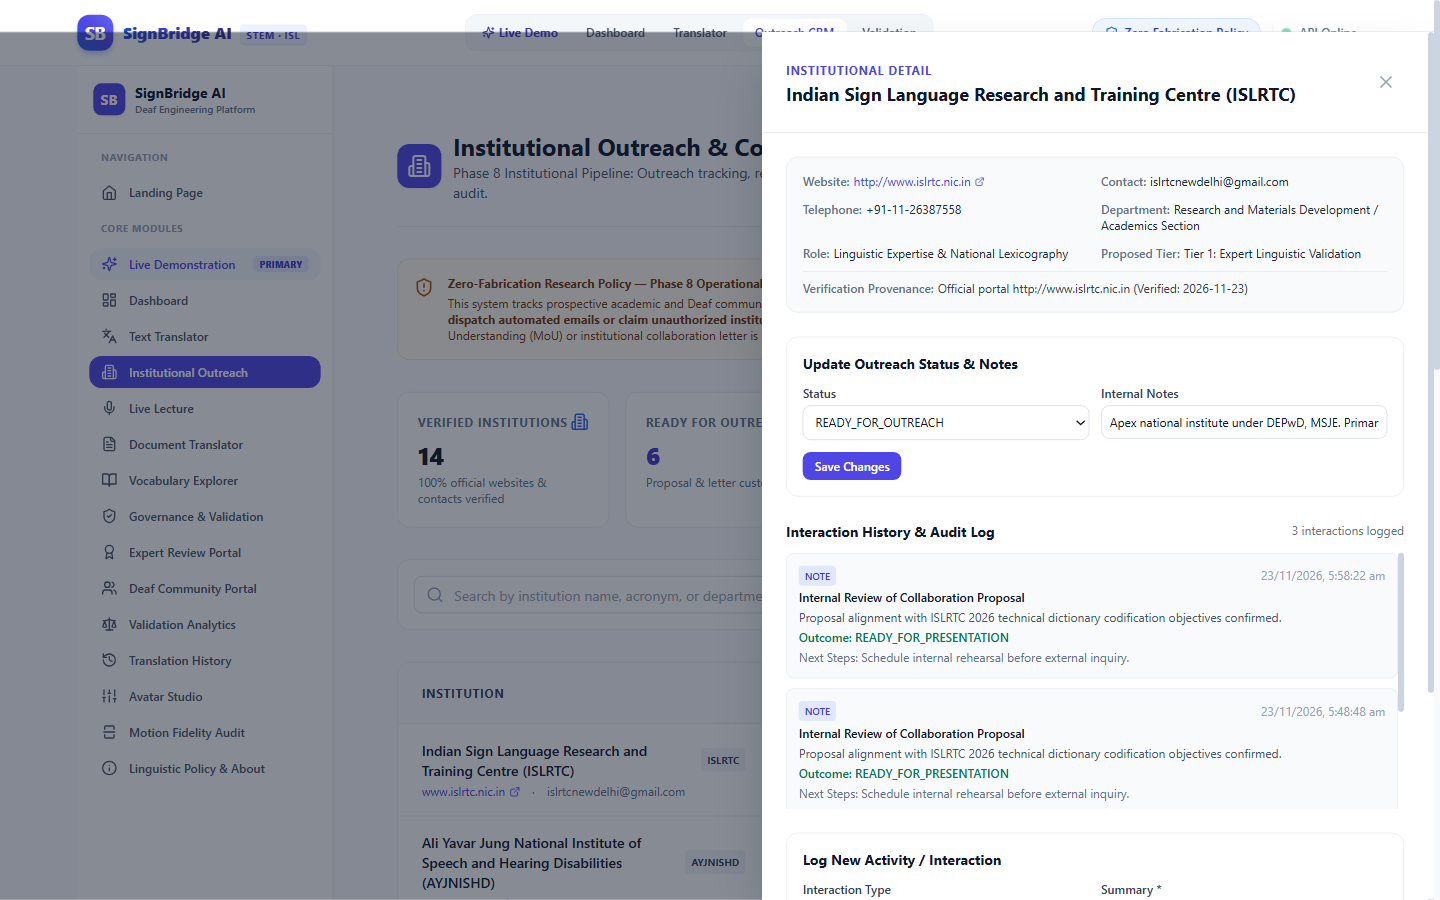 SB SignBridge AI STEM • ISL
Live Demo Dashboard Translator Outreach CRM Validation
Zero Fabrication Policy API Online
SB SignBridge AI
Deaf Engineering Platform
NAVIGATION
Landing Page
CORE MODULES
Live Demonstration PRIMARY
Dashboard
Text Translator
Institutional Outreach
Live Lecture
Document Translator
Vocabulary Explorer
Governance & Validation
Expert Review Portal
Deaf Community Portal
Validation Analytics
Translation History
Avatar Studio
Motion Fidelity Audit
Linguistic Policy & About
Institutional Outreach & Co
Phase 8 Institutional Pipeline: Outreach tracking, re
audit.
Zero-Fabrication Research Policy — Phase 8 Operational
This system tracks prospective academic and Deaf commun
dispatch automated emails or claim unauthorized institu
Understanding (MoU) or institutional collaboration letter is
VERIFIED INSTITUTIONS
14
100% official websites &
contacts verified
READY FOR OUTRE
6
Proposal & letter custo
Search by institution name, acronym, or departme
INSTITUTION
Indian Sign Language Research and
Training Centre (ISLRTC)
ISLRTC
www.islrtc.nic.in · islrtcnewdelhi@gmail.com
Ali Yavar Jung National Institute of
Speech and Hearing Disabilities
(AYJNISHD)
AYJNISHD
INSTITUTIONAL DETAIL
Indian Sign Language Research and Training Centre (ISLRTC)
Website: http://www.islrtc.nic.in
Contact: islrtcnewdelhi@gmail.com
Telephone: +91-11-26387558
Department: Research and Materials Development /
Academics Section
Role: Linguistic Expertise & National Lexicography
Proposed Tier: Tier 1: Expert Linguistic Validation
Verification Provenance: Official portal http://www.islrtc.nic.in (Verified: 2026-11-23)
Update Outreach Status & Notes
Status
READY_FOR_OUTREACH
Internal Notes
Apex national institute under DEPwD, MSJE. Primar
Save Changes
Interaction History & Audit Log
3 interactions logged
NOTE 23/11/2026, 5:58:22 am
Internal Review of Collaboration Proposal
Proposal alignment with ISLRTC 2026 technical dictionary codification objectives confirmed.
Outcome: READY_FOR_PRESENTATION
Next Steps: Schedule internal rehearsal before external inquiry.
NOTE 23/11/2026, 5:48:48 am
Internal Review of Collaboration Proposal
Proposal alignment with ISLRTC 2026 technical dictionary codification objectives confirmed.
Outcome: READY_FOR_PRESENTATION
Next Steps: Schedule internal rehearsal before external inquiry.
Log New Activity / Interaction
Interaction Type
Summary *